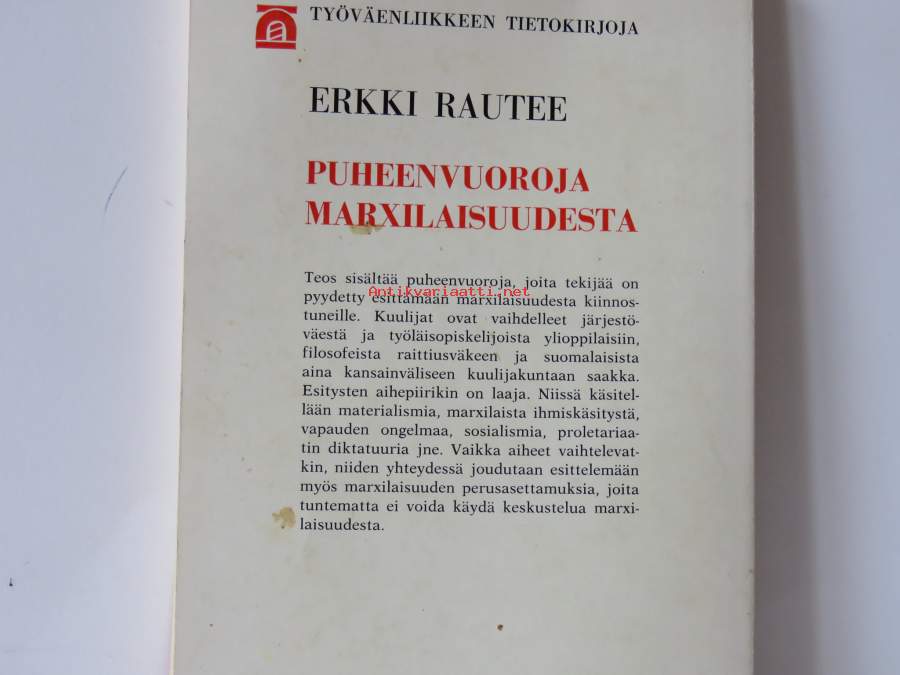 TYÖVÄENLIIKKEEN TIETOKIRJOJA
ERKKI RAUTEE
PUHEENVUOROJA
MARXILAISUUDESTA
Teos sisältää puheenvuoroja, joita tekijää on
Antikvariaatti.net
pyydetty esittämään marxilaisuudesta kiinnos-
tuneille. Kuulijat ovat vaihdelleet järjestö-
väestä ja työläisopiskelijoista ylioppilaisiin,
filosofeista raittiusväkeen ja suomalaisista
aina kansainväliseen kuulijakuntaan saakka.
Esitysten aihepiirikin on laaja. Niissä käsitel-
lään materialismia, marxilaista ihmiskäsitystä,
vapauden ongelmaa, sosialismia, proletariaa-
tin diktatuuria jne. Vaikka aiheet vaihtelevat-
kin, niiden yhteydessä joudutaan esittelemään
myös marxilaisuuden perusasettamuksia, joita
tuntematta ei voida käydä keskustelua marxi-
laisuudesta.